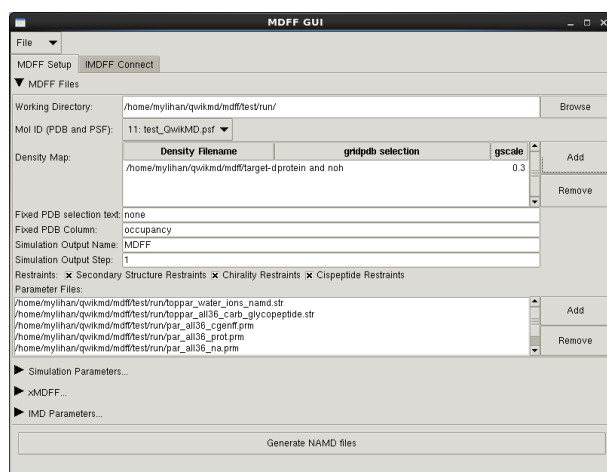 MDFF GUI
File
MDFF Setup IMDFF Connect
MDFF Files
Working Directory: /home/mylihan/qwikmd/mdff/test/run/ Browse
Mol ID (PDB and PSF): 11: test_QwikMD.psf
Density Map: Density Filename gridpdb selection gscale Add
/home/mylihan/qwikmd/mdff/target-dprotein and noh 0.3
Remove
Fixed PDB selection text: none
Fixed PDB Column: occupancy
Simulation Output Name: MDFF
Simulation Output Step: 1
Restraints: Secondary Structure Restraints Chirality Restraints Cispeptide Restraints
Parameter Files:
/home/mylihan/qwikmd/mdff/test/run/toppar_water_ions_namd.str
/home/mylihan/qwikmd/mdff/test/run/toppar_all36_carb_glycopeptide.str Add
/home/mylihan/qwikmd/mdff/test/run/par_all36_cgenff.prm
/home/mylihan/qwikmd/mdff/test/run/par_all36_prot.prm Remove
/home/mylihan/qwikmd/mdff/test/run/par_all36_na.prm
Simulation Parameters...
xMDFF...
IMD Parameters...
Generate NAMD files